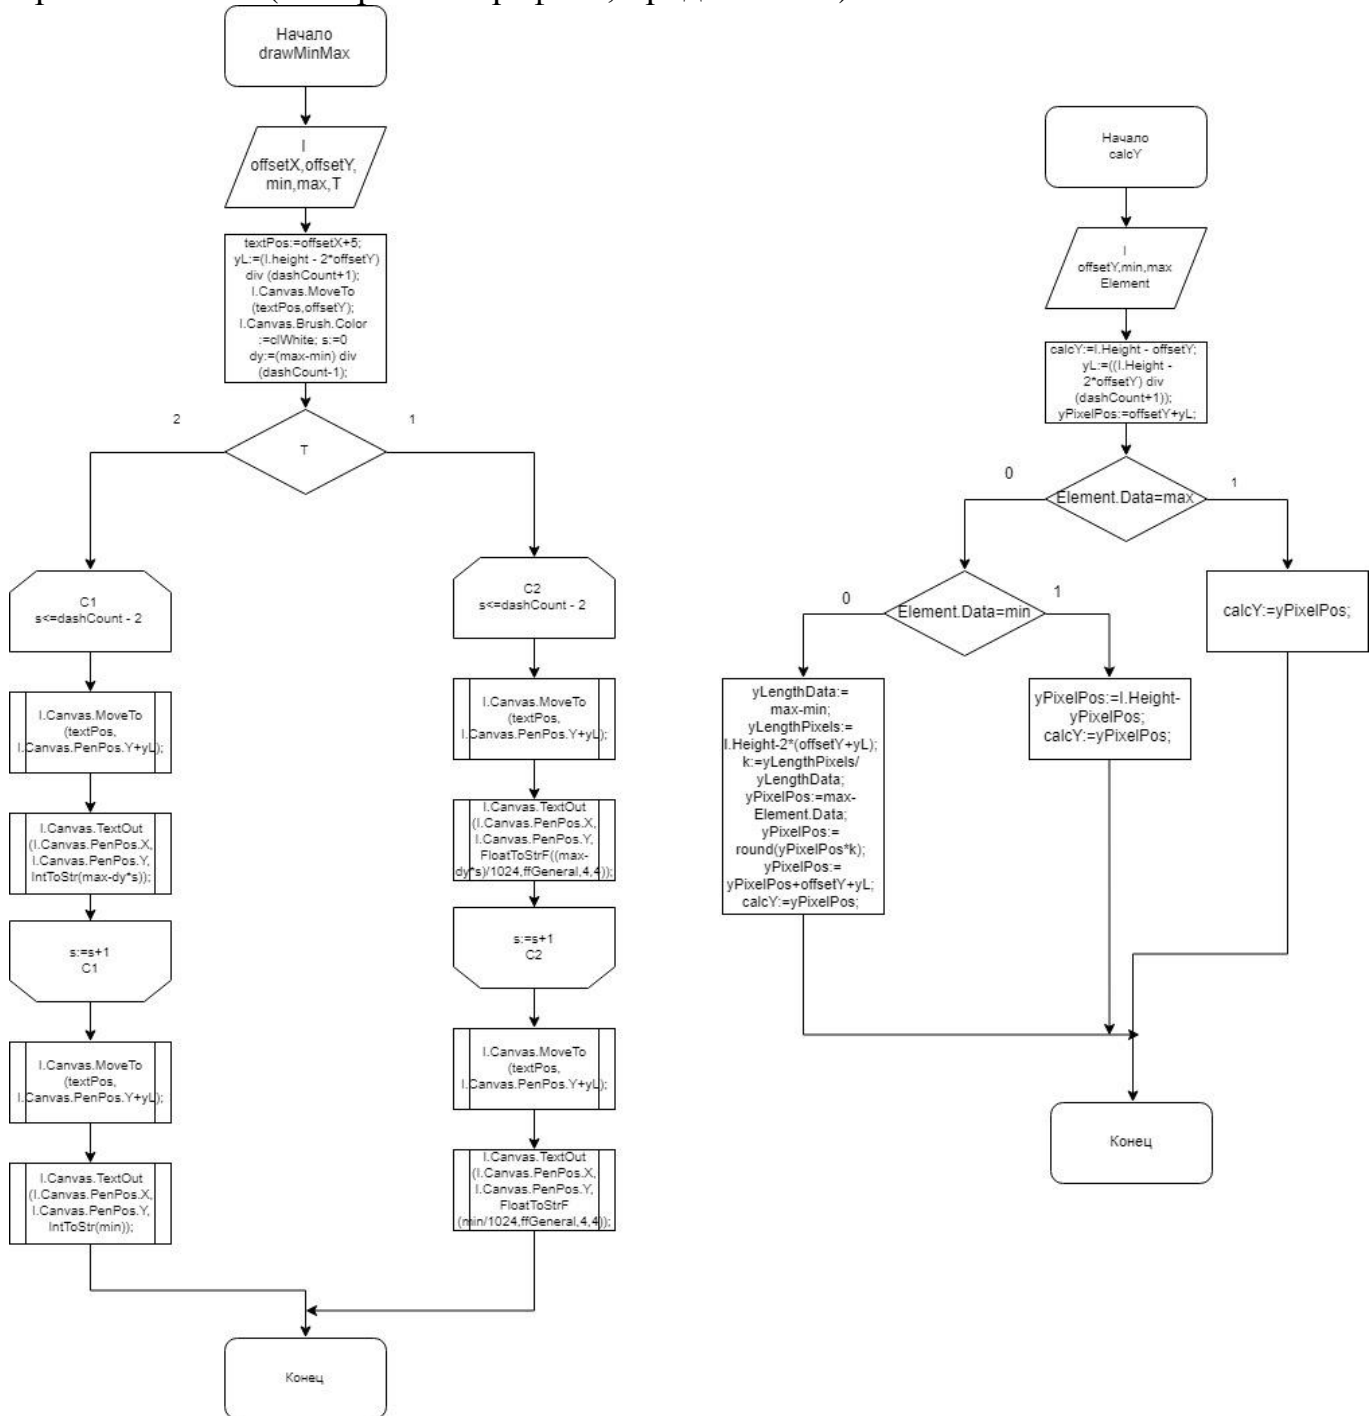 Начало
drawMinMax
I
offsetX,offsetY,
min,max,T
textPos:=offsetX+5;
yL:=(I.height - 2*offsetY)
div (dashCount+1);
I.Canvas.MoveTo
(textPos,offsetY);
I.Canvas.Brush.Color
:=clWhite; s:=0
dy:=(max-min) div
(dashCount-1);
2
1
T
C1
s<=dashCount - 2
I.Canvas.MoveTo
(textPos,
I.Canvas.PenPos.Y+yL);
I.Canvas.TextOut
(I.Canvas.PenPos.X,
I.Canvas.PenPos.Y,
IntToStr(max-dy*s));
s:=s+1
C1
I.Canvas.MoveTo
(textPos,
I.Canvas.PenPos.Y+yL);
I.Canvas.TextOut
(I.Canvas.PenPos.X,
I.Canvas.PenPos.Y,
IntToStr(min));
C2
s<=dashCount - 2
I.Canvas.MoveTo
(textPos,
I.Canvas.PenPos.Y+yL);
I.Canvas.TextOut
(I.Canvas.PenPos.X,
I.Canvas.PenPos.Y,
FloatToStrF((max-
dy*s)/1024,ffGeneral,4,4));
s:=s+1
C2
I.Canvas.MoveTo
(textPos,
I.Canvas.PenPos.Y+yL);
I.Canvas.TextOut
(I.Canvas.PenPos.X,
I.Canvas.PenPos.Y,
FloatToStrF
(min/1024,ffGeneral,4,4));
Конец
Начало
calcY
I
offsetY,min,max
Element
calcY:=I.Height - offsetY;
yL:=((I.Height -
2*offsetY) div
(dashCount+1));
yPixelPos:=offsetY+yL;
0
1
Element.Data=max
0
1
Element.Data=min
calcY:=yPixelPos;
yLengthData:=
max-min;
yLengthPixels:=
I.Height-2*(offsetY+yL);
k:=yLengthPixels/
yLengthData;
yPixelPos:=max-
Element.Data;
yPixelPos:=
round(yPixelPos*k);
yPixelPos:=
yPixelPos+offsetY+yL;
calcY:=yPixelPos;
yPixelPos:=I.Height-
yPixelPos;
calcY:=yPixelPos;
Конец